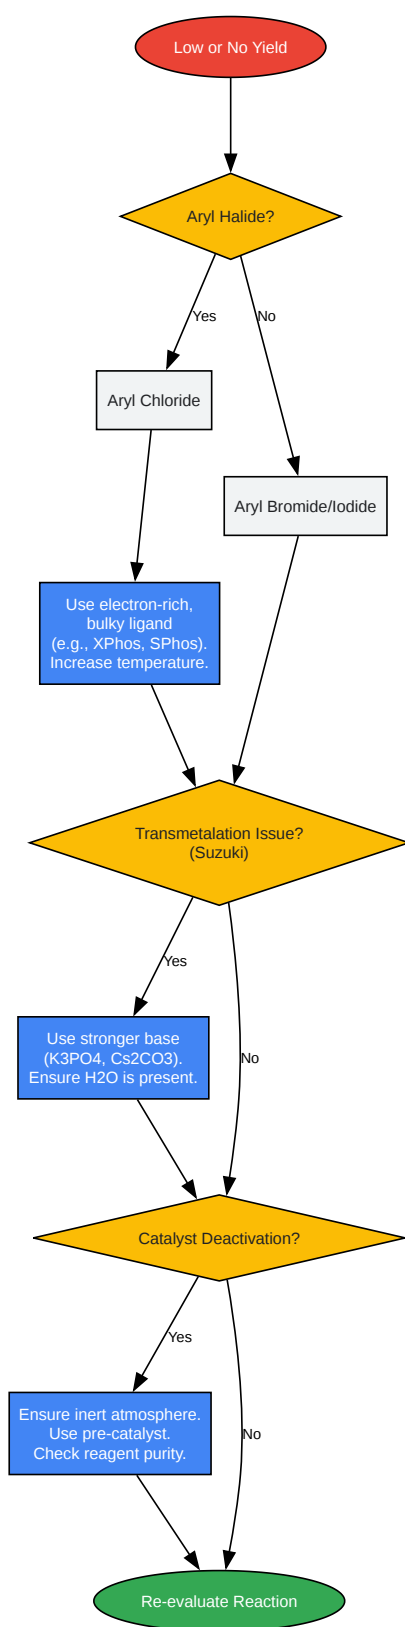 Low or No Yield
Aryl Halide?
Yes
No
Aryl Chloride
Aryl Bromide/Iodide
Use electron-rich,
bulky ligand
(e.g., XPhos, SPhos).
Increase temperature.
Transmetalation Issue?
(Suzuki)
Yes
Use stronger base
(K3PO4, Cs2CO3).
Ensure H2O is present.
No
Catalyst Deactivation?
Yes
Ensure inert atmosphere.
Use pre-catalyst.
Check reagent purity.
No
Re-evaluate Reaction